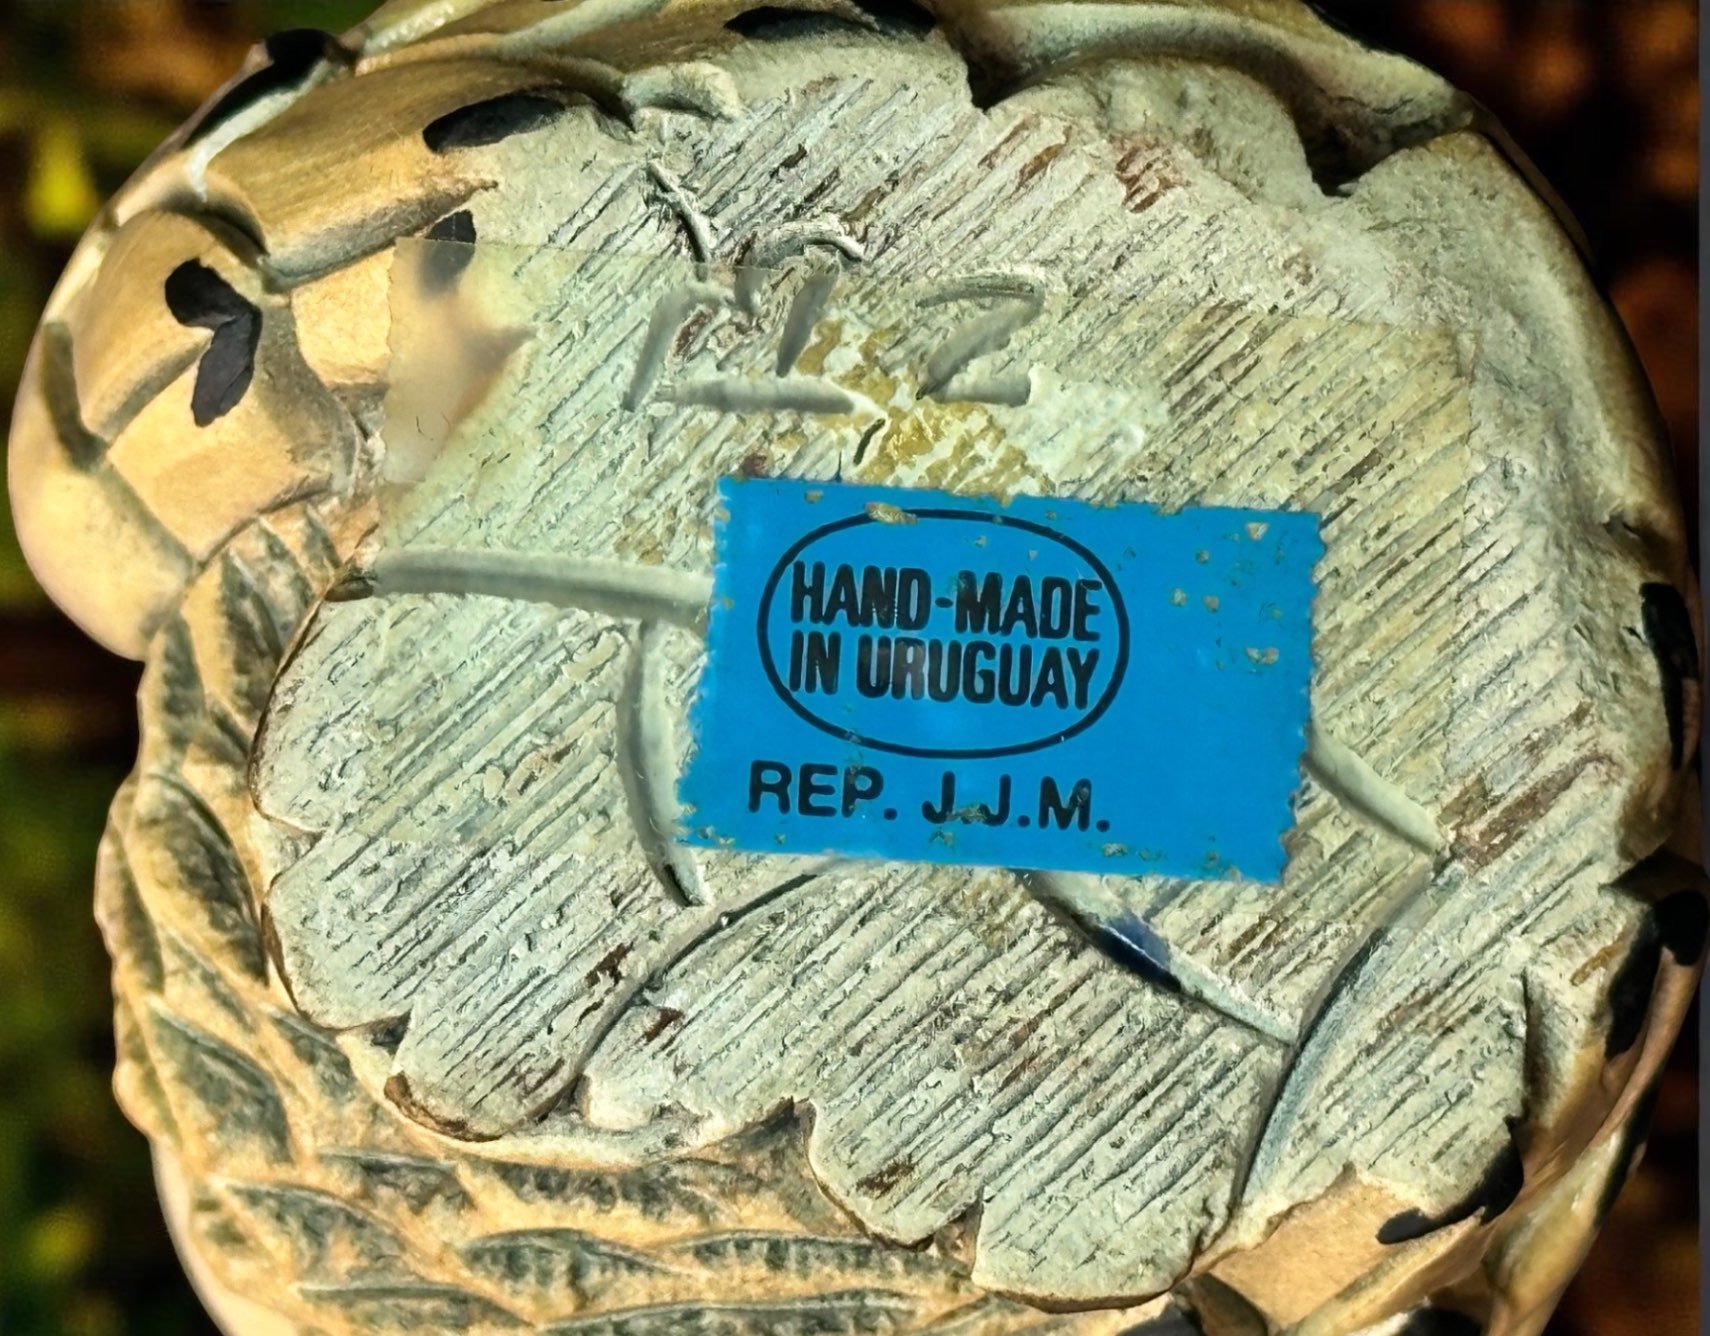 HAND-MADE
IN URUGUAY
REP. J.J.M.